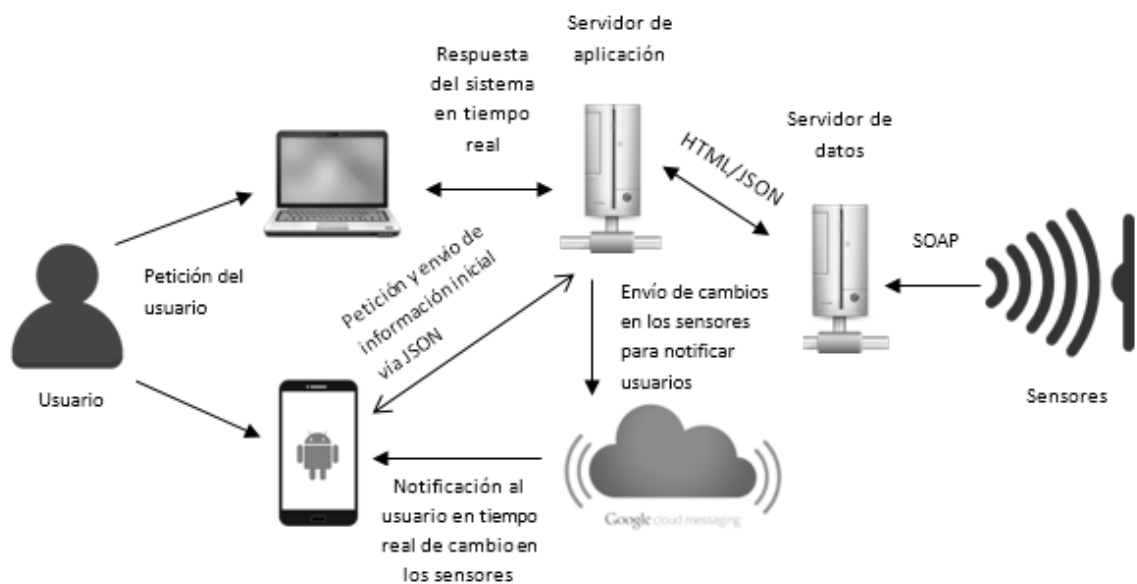 Servidor de
aplicación
Respuesta
del sistema
en tiempo
real
Servidor de
datos
HTML/JSON
SOAP
Petición del
usuario
Petición y envío de
información inicial
vía JSON
Envío de cambios
en los sensores
para notificar
usuarios
Usuario
Sensores
Notificación al
usuario en tiempo
real de cambio en
los sensores
Google cloud messaging